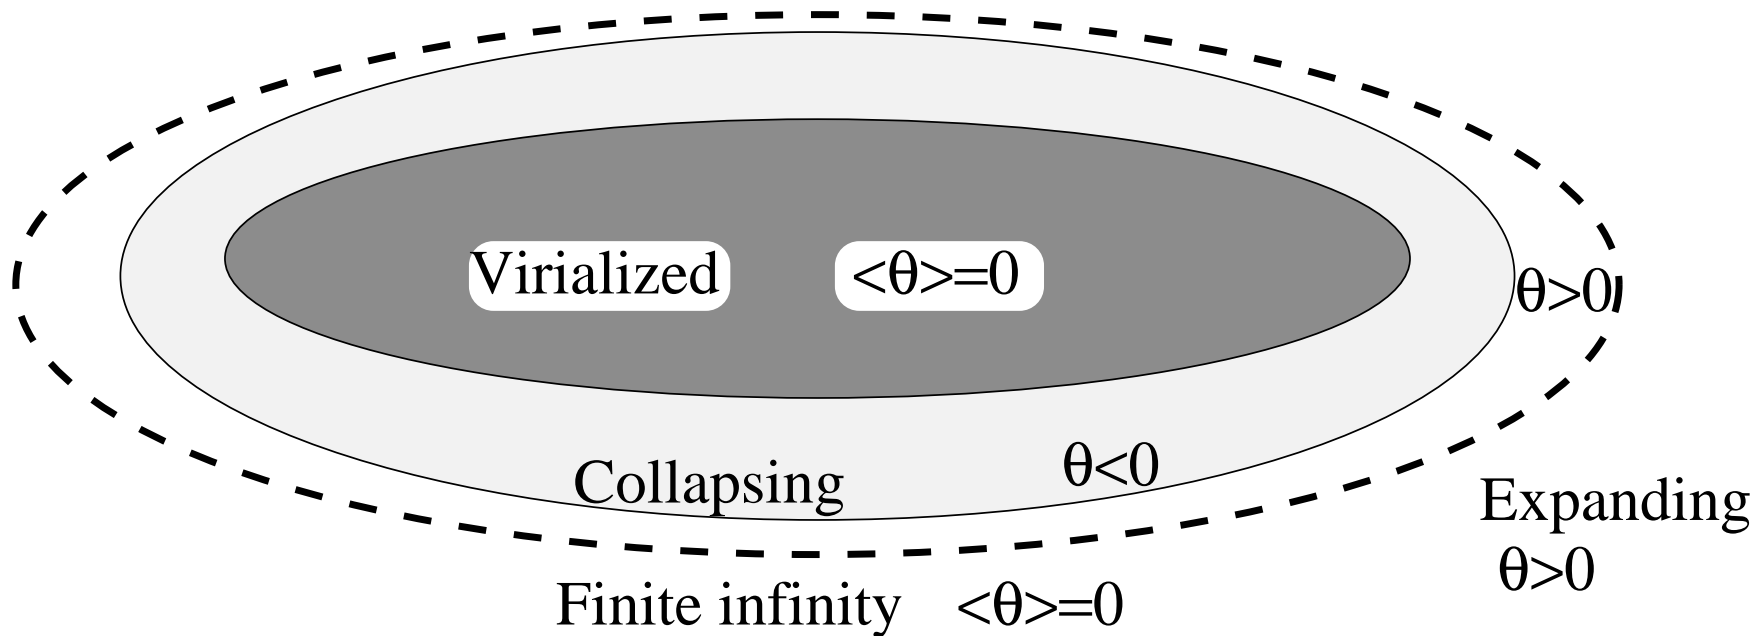 Virialized <θ>=0
θ>0
Collapsing θ<0
Expanding
θ>0
Finite infinity <θ>=0